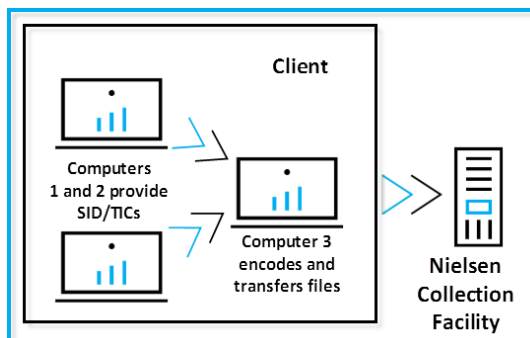 Client
Computers
1 and 2 provide
SID/TICs
Computer 3
encodes and
transfers files
Nielsen
Collection
Facility